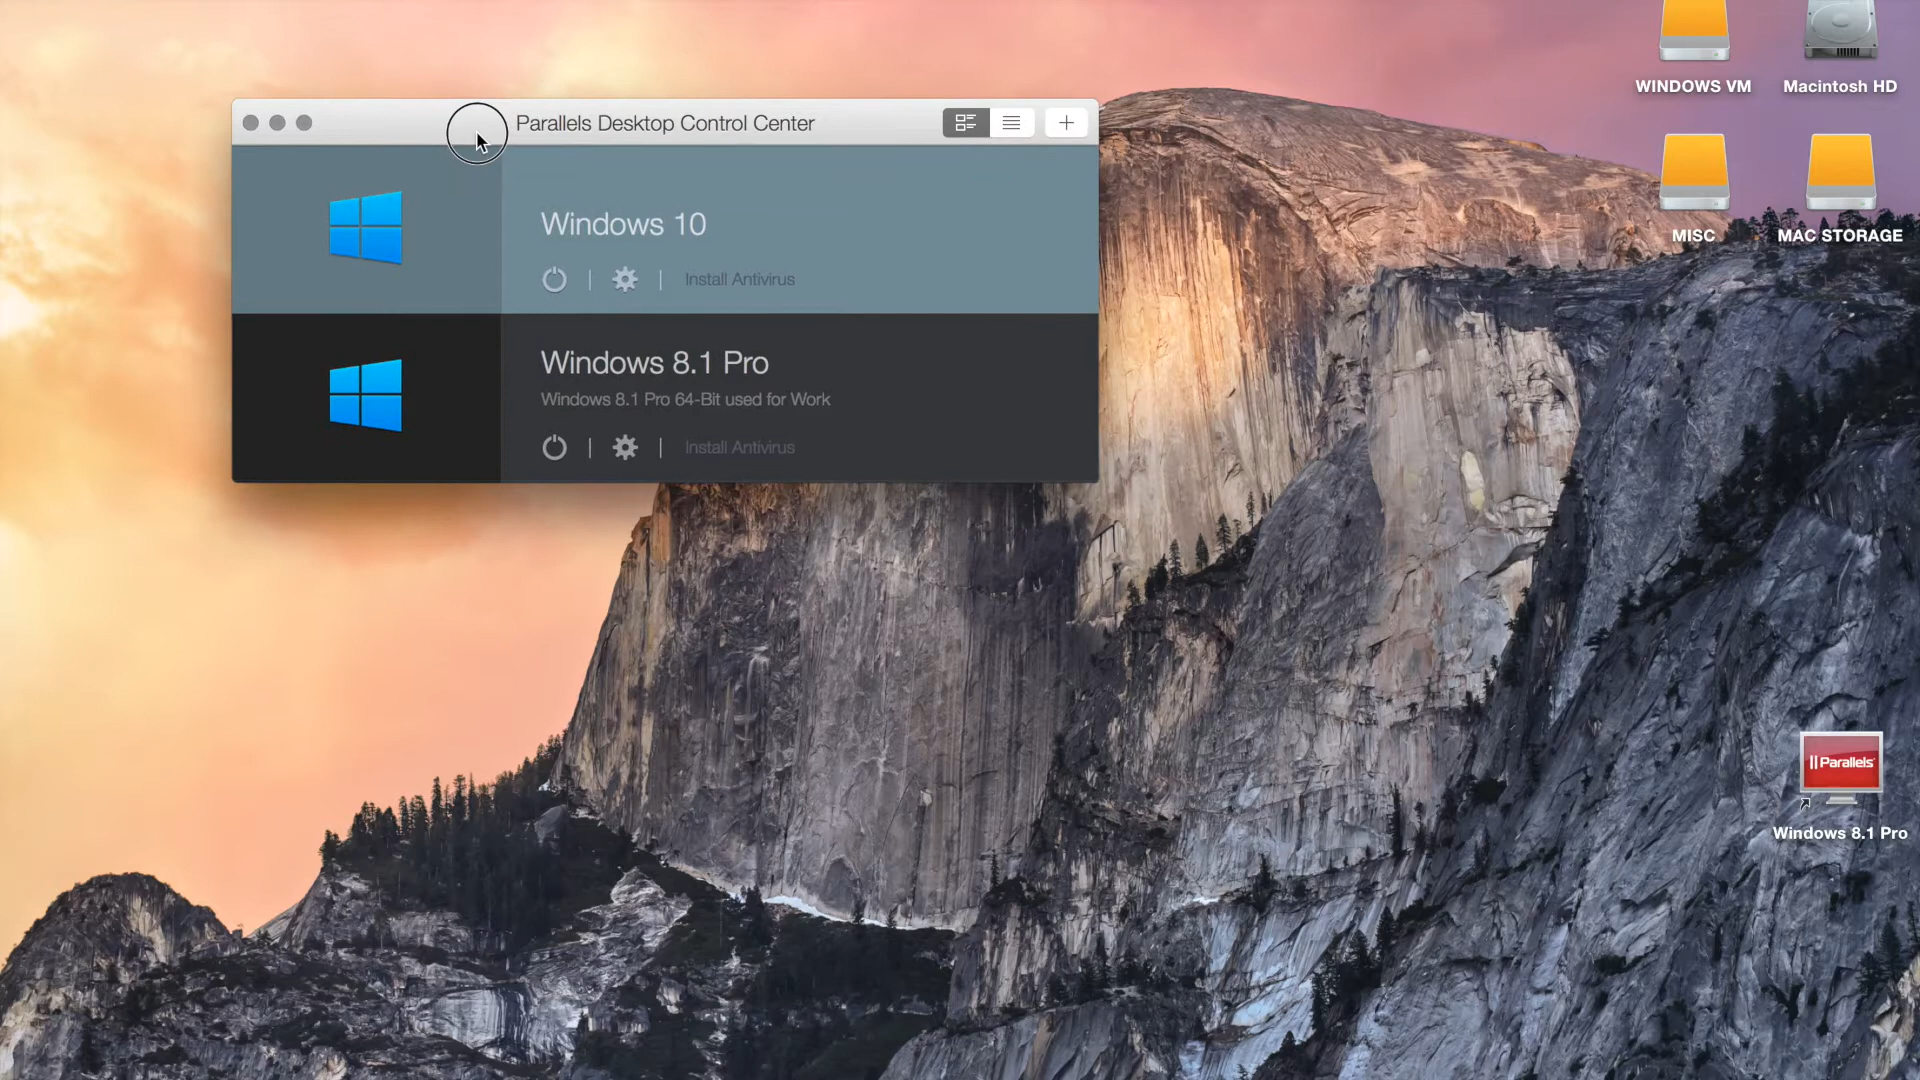 Parallels Desktop Control Center
Windows 10
Install Antivirus
Windows 8.1 Pro
Windows 8.1 Pro 64-Bit used for Work
Install Antivirus
WINDOWS VM
Macintosh HD
MISC
MAC STORAGE
Parallels
Windows 8.1 Pro